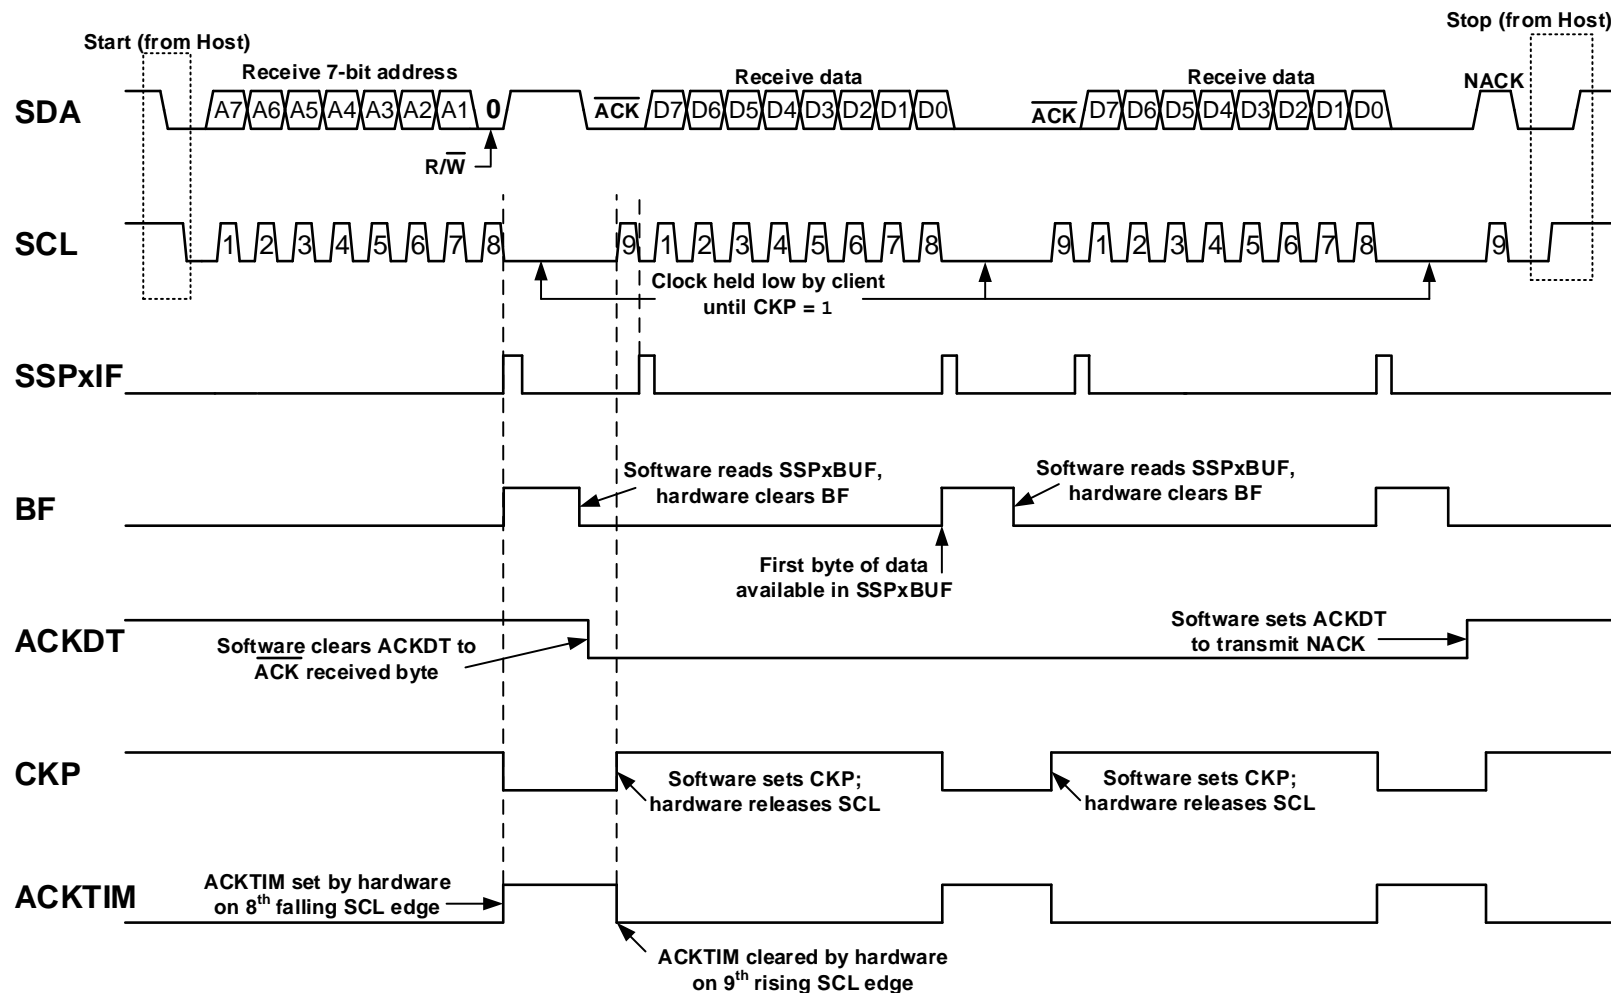 Start (from Host)
Stop (from Host)
Receive 7-bit address
Receive data
Receive data
NACK
SDA
A7 A6 A5 A4 A3 A2 A1 0
ACK
D7 D6 D5 D4 D3 D2 D1 D0
ACK
D7 D6 D5 D4 D3 D2 D1 D0
R/W
SCL
1 2 3 4 5 6 7 8 9 1 2 3 4 5 6 7 8 9 1 2 3 4 5 6 7 8 9
Clock held low by client
until CKP = 1
SSPxIF
BF
Software reads SSPxBUF,
hardware clears BF
Software reads SSPxBUF,
hardware clears BF
First byte of data
available in SSPxBUF
ACKDT
Software clears ACKDT to
ACK received byte
Software sets ACKDT
to transmit NACK
CKP
Software sets CKP;
hardware releases SCL
Software sets CKP;
hardware releases SCL
ACKTIM
ACKTIM set by hardware
on 8th falling SCL edge
ACKTIM cleared by hardware
on 9th rising SCL edge